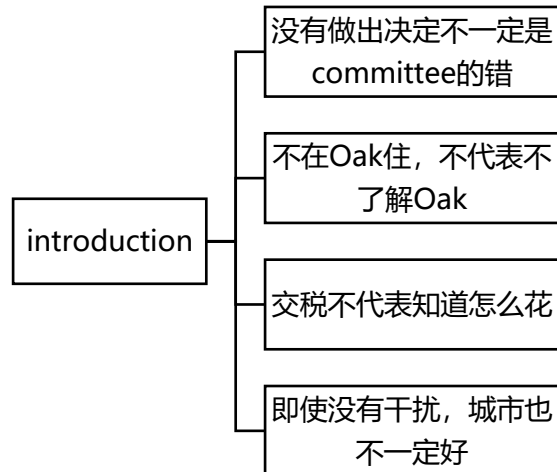 introduction
没有做出决定不一定是
committee的错
不在Oak住，不代表不
了解Oak
交税不代表知道怎么花
即使没有干扰，城市也
不一定好